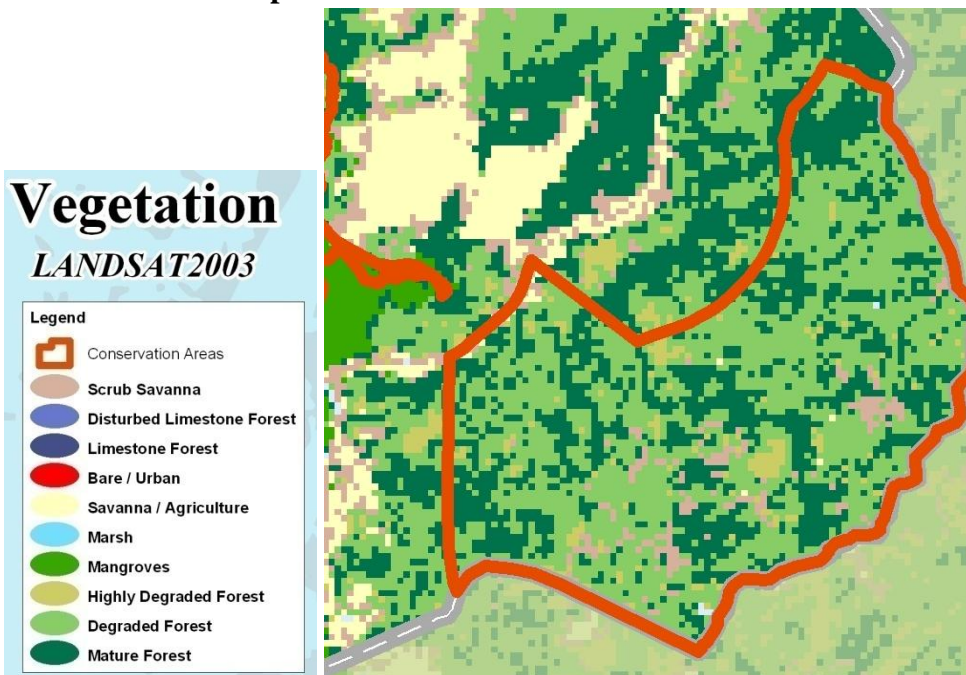 Vegetation
LANDSAT2003
Legend
Conservation Areas
Scrub Savanna
Disturbed Limestone Forest
Limestone Forest
Bare / Urban
Savanna / Agriculture
Marsh
Mangroves
Highly Degraded Forest
Degraded Forest
Mature Forest